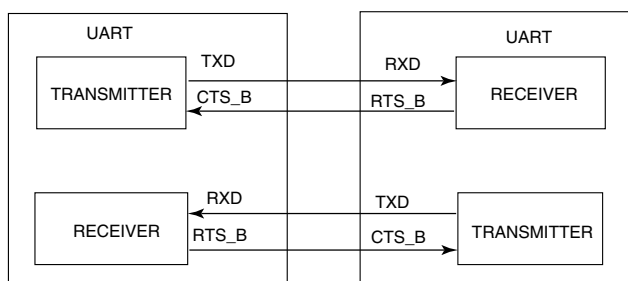 UART
UART
TXD
RXD
TRANSMITTER
CTS_B
RTS_B
RECEIVER
RXD
TXD
RECEIVER
RTS_B
CTS_B
TRANSMITTER